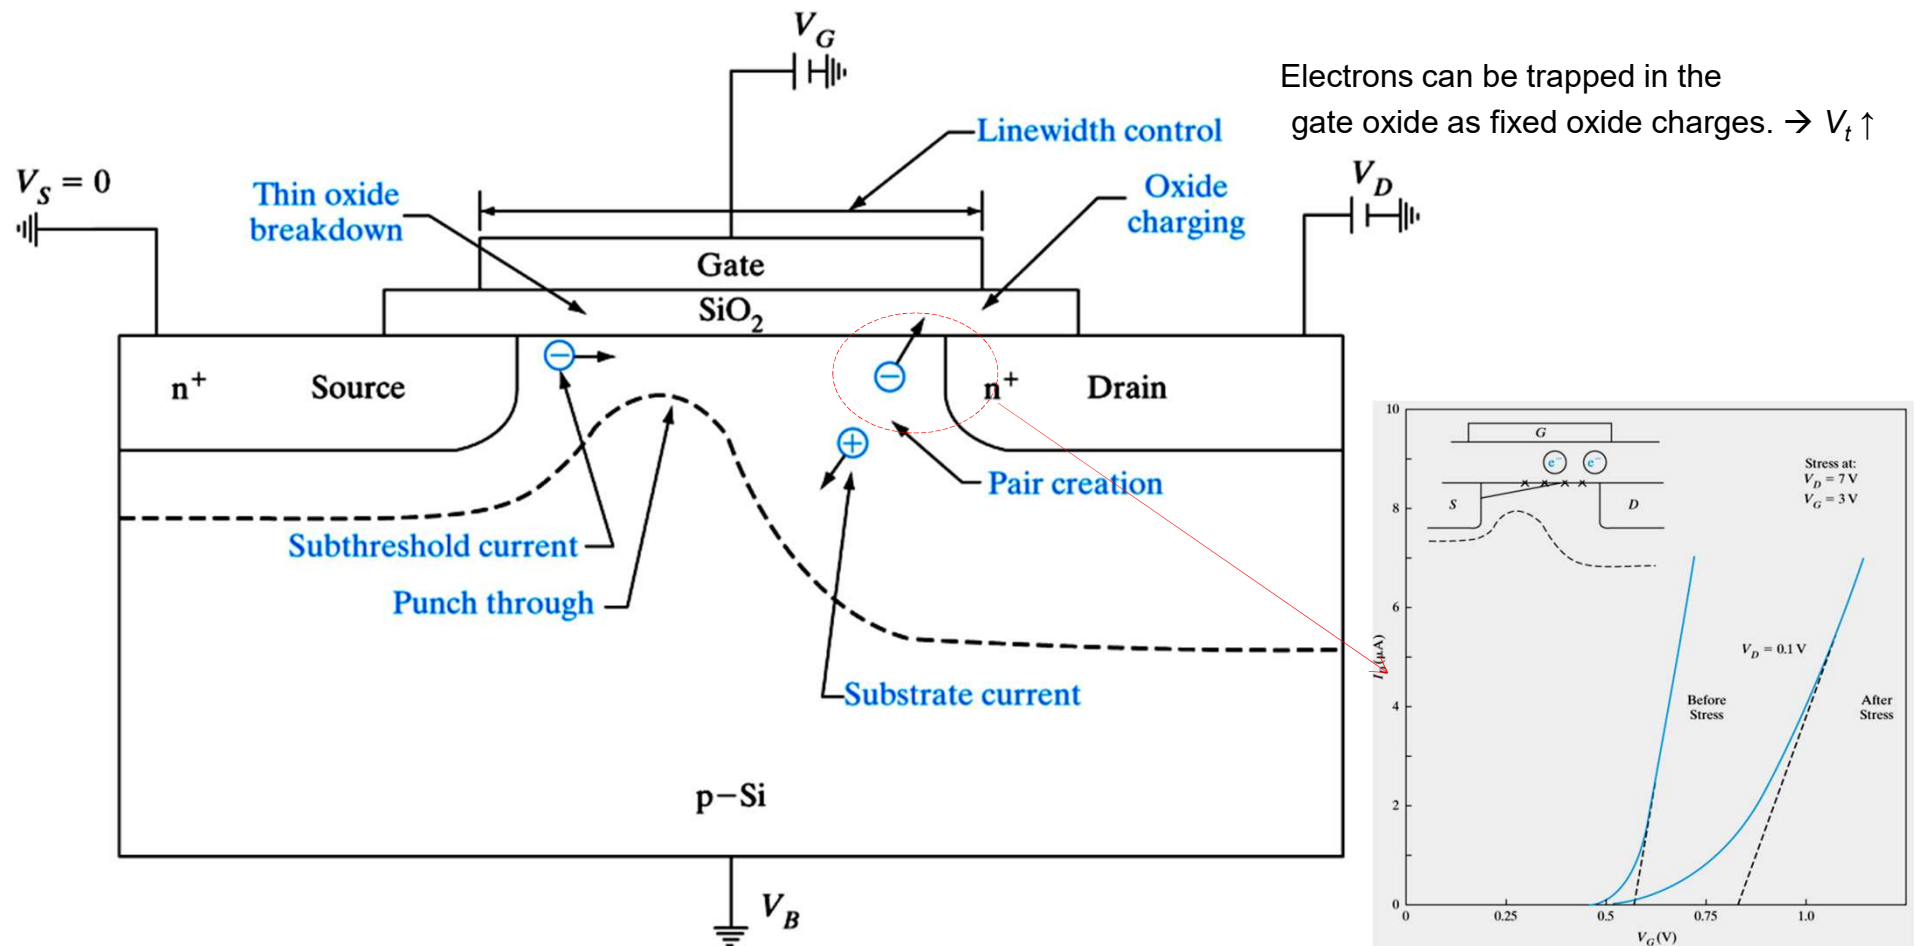 V_G
Electrons can be trapped in the
gate oxide as fixed oxide charges. → V_t ↑
Linewidth control
V_S = 0
Thin oxide
breakdown
Oxide
charging
V_D
Gate
SiO₂
n⁺
Source
n⁺
Drain
Pair creation
Subthreshold current
Punch through
Substrate current
p–Si
V_B
10
8
6
4
2
0
I_D (μA)
G
e⁻
e⁻
S
D
Stress at:
V_D = 7 V
V_G = 3 V
V_D = 0.1 V
Before
Stress
After
Stress
0
0.25
0.5
0.75
1.0
V_G (V)